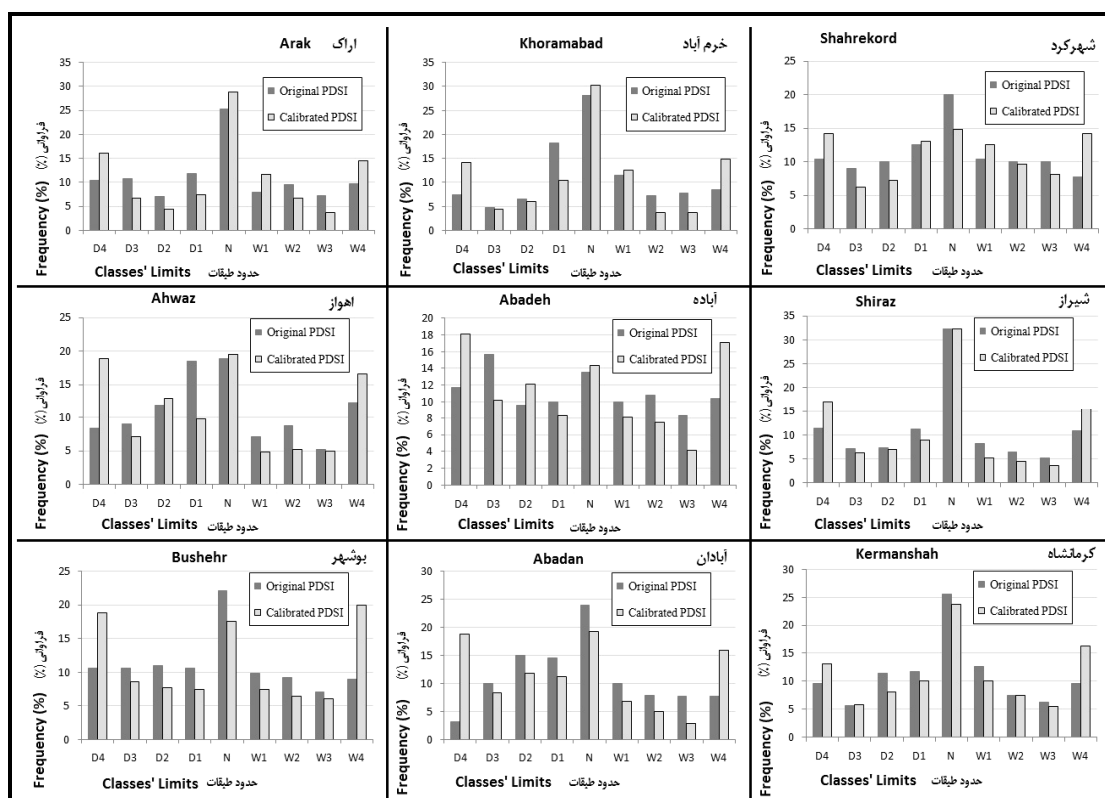 Arak اراک
35
30
25
20
15
10
5
0
Frequency (%) فراوانی (%)
Original PDSI
Calibrated PDSI
D4 D3 D2 D1 N W1 W2 W3 W4
Classes' Limits حدود طبقات
Khoramabad خرم آباد
35
30
25
20
15
10
5
0
Frequency (%) فراوانی (%)
Original PDSI
Calibrated PDSI
D4 D3 D2 D1 N W1 W2 W3 W4
Classes' Limits حدود طبقات
Shahrekord شهرکرد
25
20
15
10
5
0
Frequency (%) فراوانی (%)
Original PDSI
Calibrated PDSI
D4 D3 D2 D1 N W1 W2 W3 W4
Classes' Limits حدود طبقات
Ahwaz اهواز
25
20
15
10
5
0
Frequency (%) فراوانی (%)
Original PDSI
Calibrated PDSI
D4 D3 D2 D1 N W1 W2 W3 W4
Classes' Limits حدود طبقات
Abadeh آباده
20
18
16
14
12
10
8
6
4
2
0
Frequency (%) فراوانی (%)
Original PDSI
Calibrated PDSI
D4 D3 D2 D1 N W1 W2 W3 W4
Classes' Limits حدود طبقات
Shiraz شیراز
35
30
25
20
15
10
5
0
Frequency (%) فراوانی (%)
Original PDSI
Calibrated PDSI
D4 D3 D2 D1 N W1 W2 W3 W4
Classes' Limits حدود طبقات
Bushehr بوشهر
25
20
15
10
5
0
Frequency (%) فراوانی (%)
Original PDSI
Calibrated PDSI
D4 D3 D2 D1 N W1 W2 W3 W4
Classes' Limits حدود طبقات
Abadan آبادان
30
25
20
15
10
5
0
Frequency (%) فراوانی (%)
Original PDSI
Calibrated PDSI
D4 D3 D2 D1 N W1 W2 W3 W4
Classes' Limits حدود طبقات
Kermanshah کرمانشاه
30
25
20
15
10
5
0
Frequency (%) فراوانی (%)
Original PDSI
Calibrated PDSI
D4 D3 D2 D1 N W1 W2 W3 W4
Classes' Limits حدود طبقات